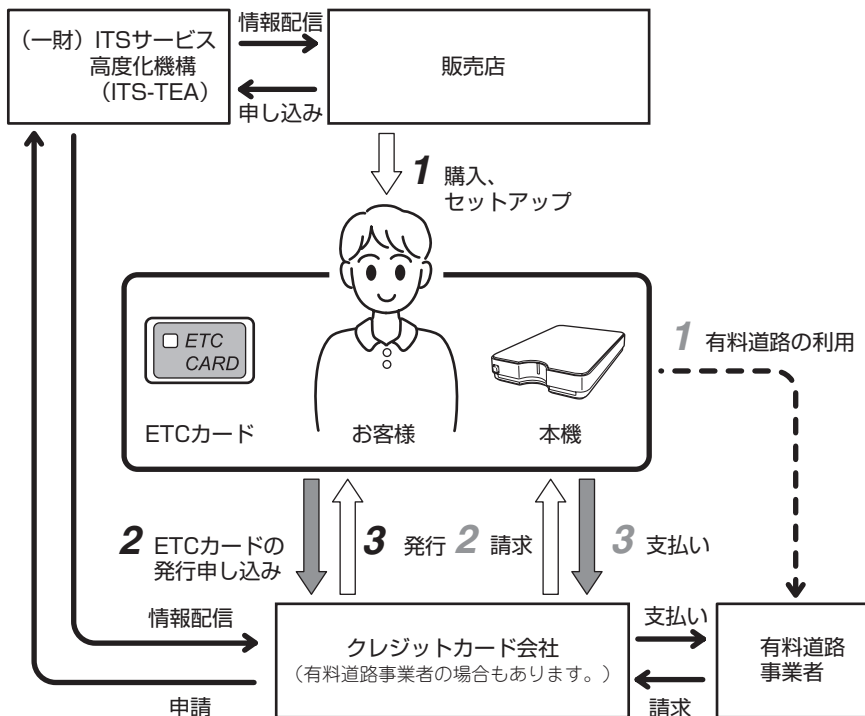 （一財）ITSサービス
高度化機構
（ITS-TEA）
情報配信
申し込み
販売店
1 購入、
セットアップ
ETC
CARD
ETCカード
お客様
本機
1 有料道路の利用
2 ETCカードの
発行申し込み
3 発行
2 請求
3 支払い
情報配信
申請
クレジットカード会社
（有料道路事業者の場合もあります。）
支払い
請求
有料道路
事業者